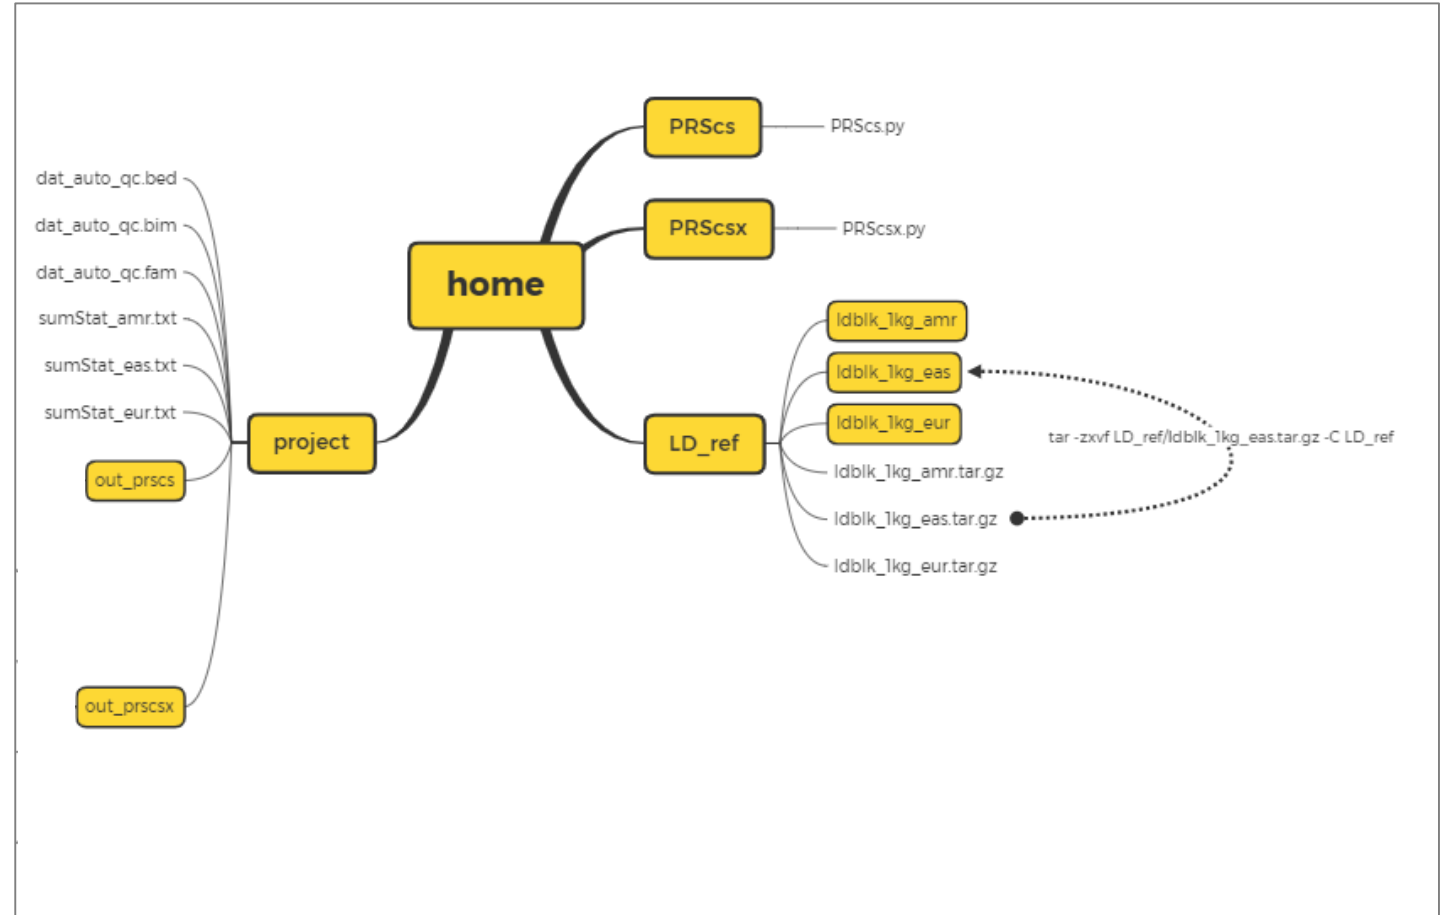 PRScs
PRScs.py
PRScsx
PRScsx.py
home
dat_auto_qc.bed
dat_auto_qc.bim
dat_auto_qc.fam
sumStat_amr.txt
sumStat_eas.txt
sumStat_eur.txt
project
out_prscs
out_prscsx
LD_ref
ldblk_1kg_amr
ldblk_1kg_eas
ldblk_1kg_eur
ldblk_1kg_amr.tar.gz
ldblk_1kg_eas.tar.gz
ldblk_1kg_eur.tar.gz
tar -zxvf LD_ref/ldblk_1kg_eas.tar.gz -C LD_ref